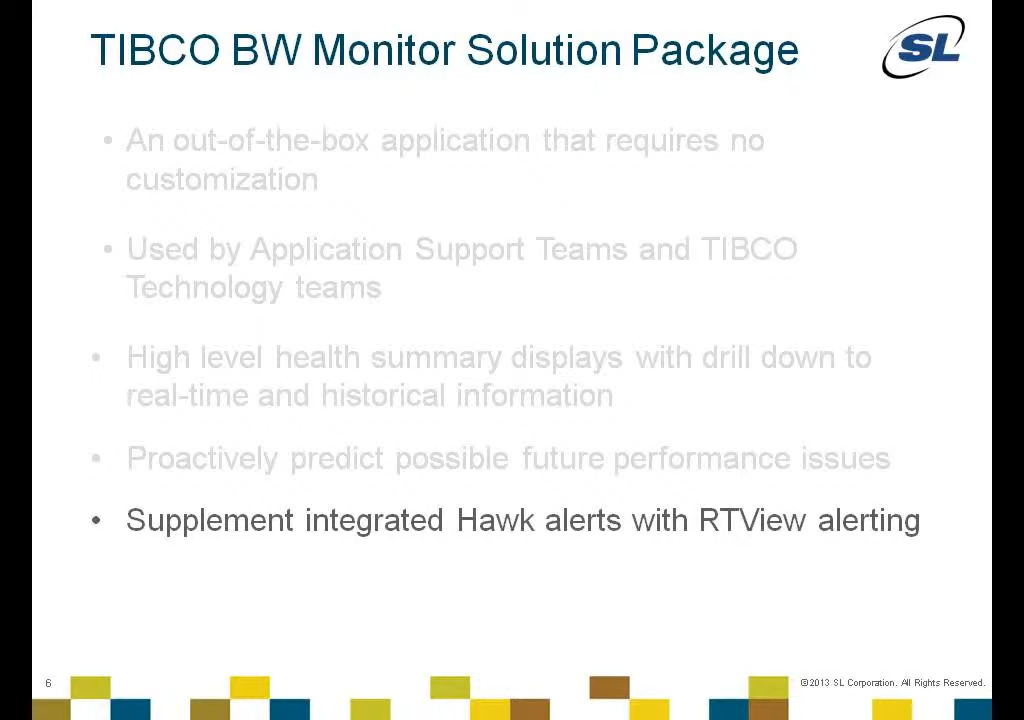 TIBCO BW Monitor Solution Package
SL
• An out-of-the-box application that requires no
customization
• Used by Application Support Teams and TIBCO
Technology teams
• High level health summary displays with drill down to
real-time and historical information
• Proactively predict possible future performance issues
• Supplement integrated Hawk alerts with RTView alerting
6
©2013 SL Corporation. All Rights Reserved.